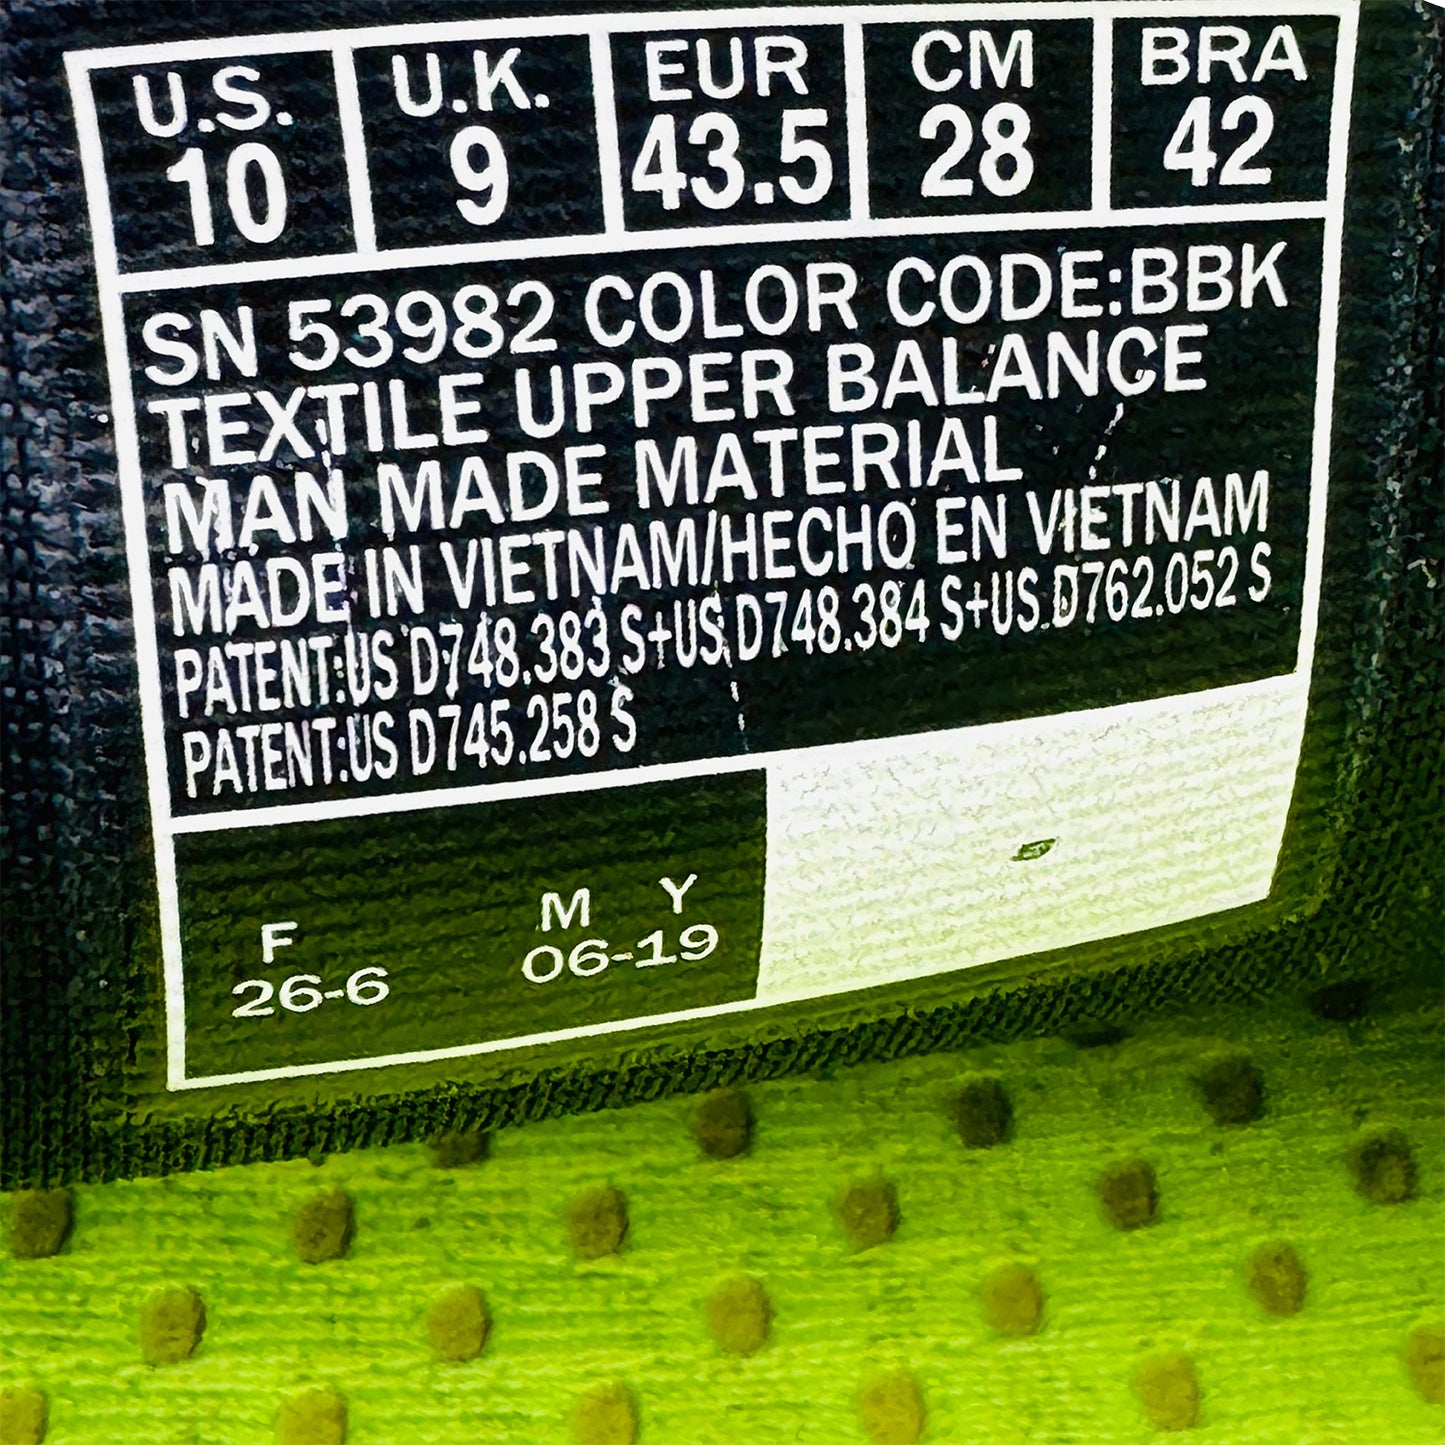 U.S. U.K. EUR CM BRA
10 9 43.5 28 42
SN 53982 COLOR CODE:BBK
TEXTILE UPPER BALANCE
MAN MADE MATERIAL
MADE IN VIETNAM/HECHO EN VIETNAM
PATENT:US D748.383 S+US D748.384 S+US D762.052 S
PATENT:US D745.258 S
F M Y
26-6 06-19